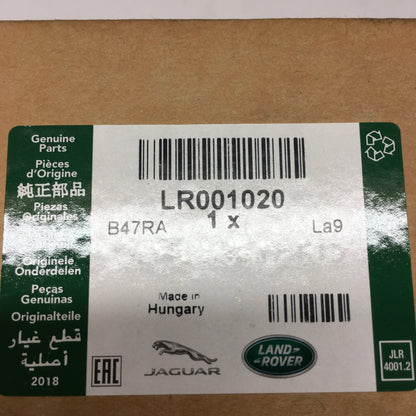 Genuine
Parts
Pièces
d'Origine
純正部品
Piezas
Originales
Originele
Onderdelen
Peças
Genuinas
Originalteile
قطع غيار
أصلية
2018
LR001020
1 x
B47RA
La9
Made in
Hungary
EAC
JAGUAR
LAND-
-ROVER
JLR
4001.2